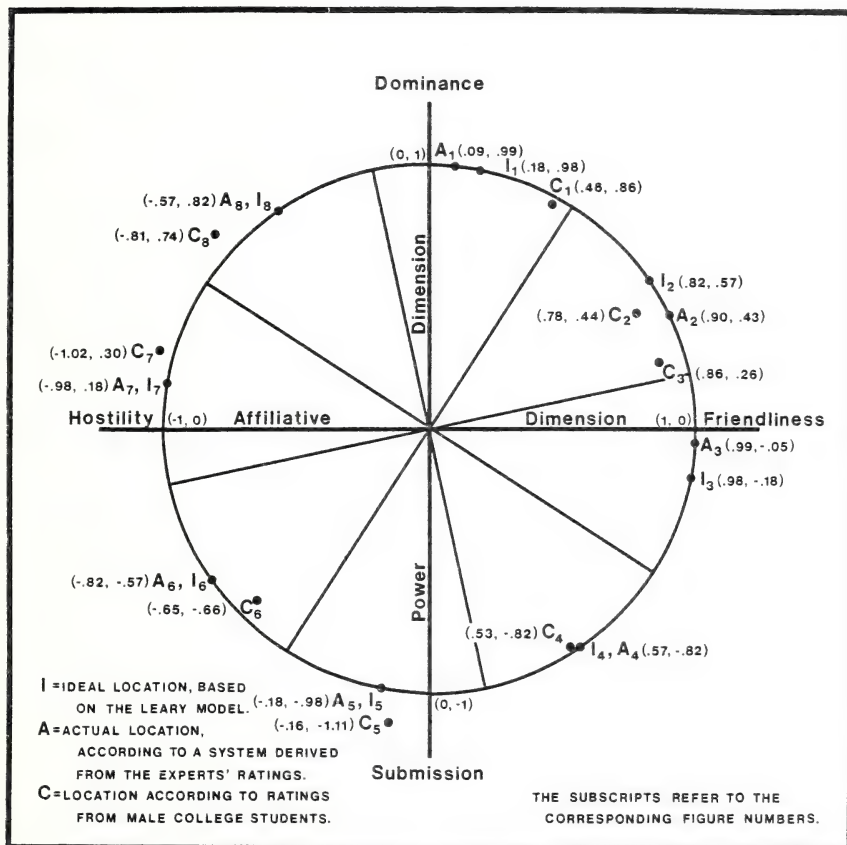 Dominance
(0, 1) A1(.09, .99)
I1(.18, .98)
C1(.46, .86)
(-.57, .82) A8, I8
(-.81, .74) C8
Dimension
I2(.82, .57)
(.78, .44) C2
A2(.90, .43)
(-1.02, .30) C7
C3 (.86, .26)
(-.98, .18) A7, I7
Hostility (-1, 0) Affiliative Dimension (1, 0) Friendliness
A3(.99,-.05)
I3(.98, -.18)
Power
(-.82, -.57) A6, I6
(-.65, -.66) C6
(.53, -.82) C4
I4, A4(.57, -.82)
(-.18, -.98) A5, I5
(0, -1)
(-.16, -1.11) C5
Submission
I=IDEAL LOCATION, BASED
ON THE LEARY MODEL.
A=ACTUAL LOCATION,
ACCORDING TO A SYSTEM DERIVED
FROM THE EXPERTS' RATINGS.
C=LOCATION ACCORDING TO RATINGS
FROM MALE COLLEGE STUDENTS.
THE SUBSCRIPTS REFER TO THE
CORRESPONDING FIGURE NUMBERS.